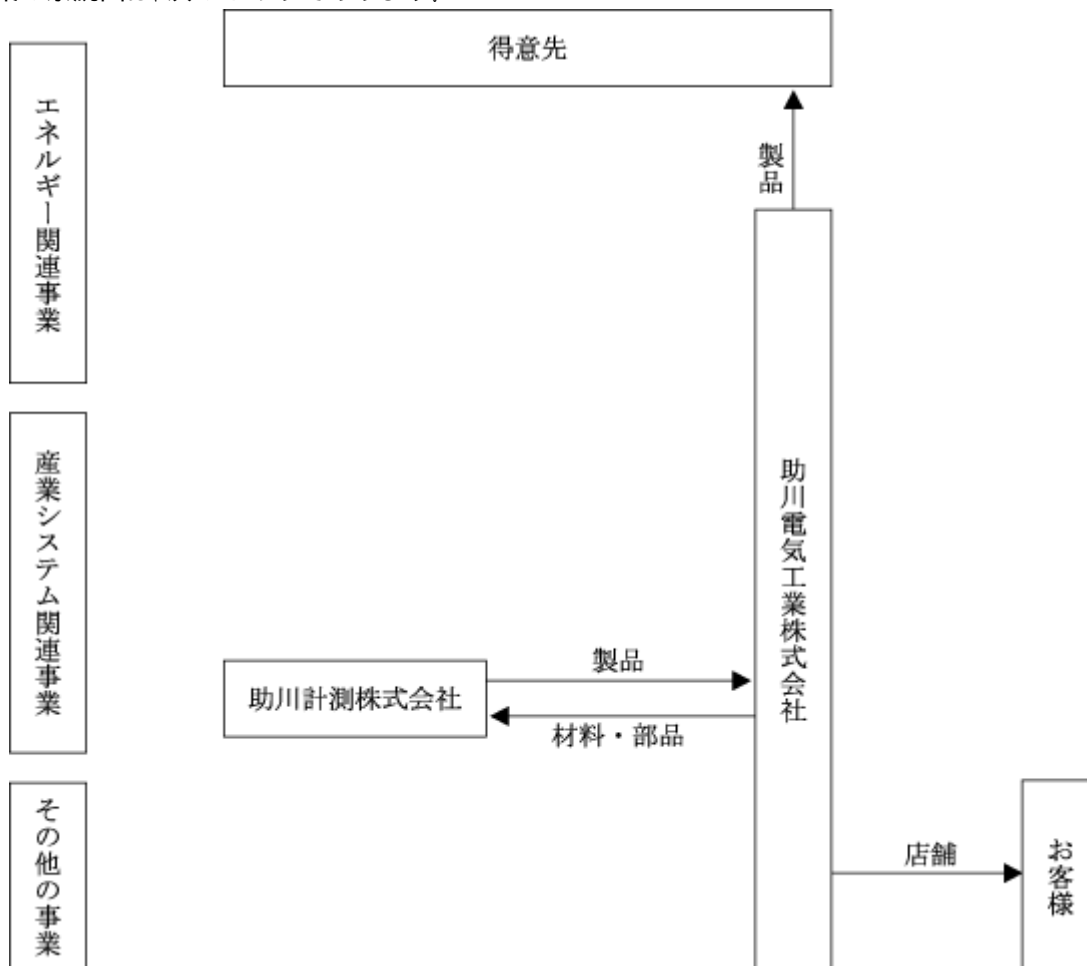 得意先
エネルギー関連事業
製品
産業システム関連事業
助川電気工業株式会社
製品
助川計測株式会社
材料・部品
その他の事業
店舗
お客様